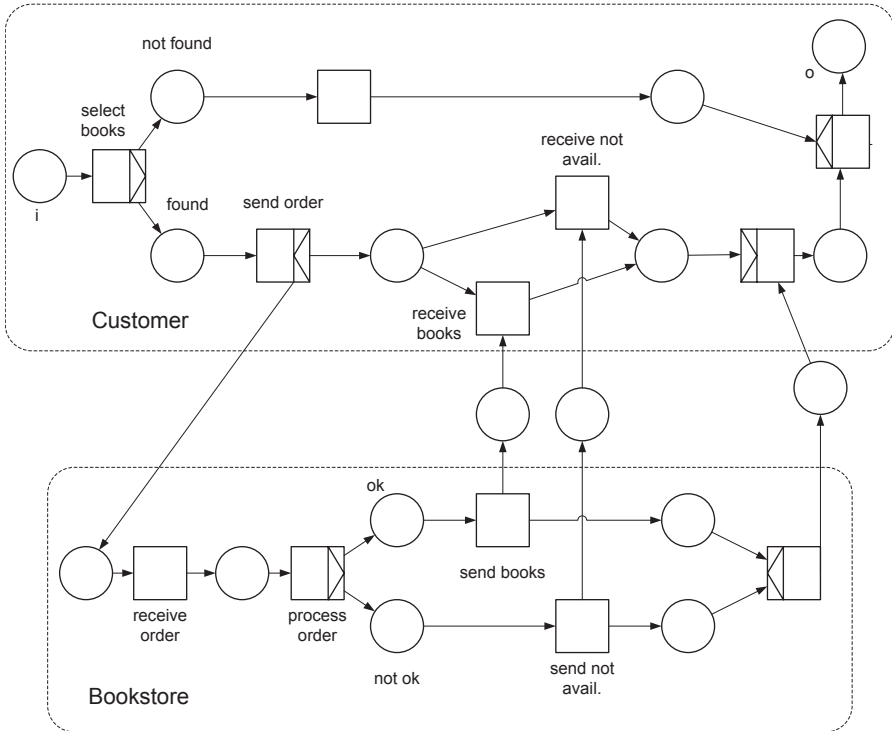 not found
select
books
i
found
send order
receive not
avail.
o
receive
books
Customer
ok
send books
receive
order
process
order
not ok
send not
avail.
Bookstore